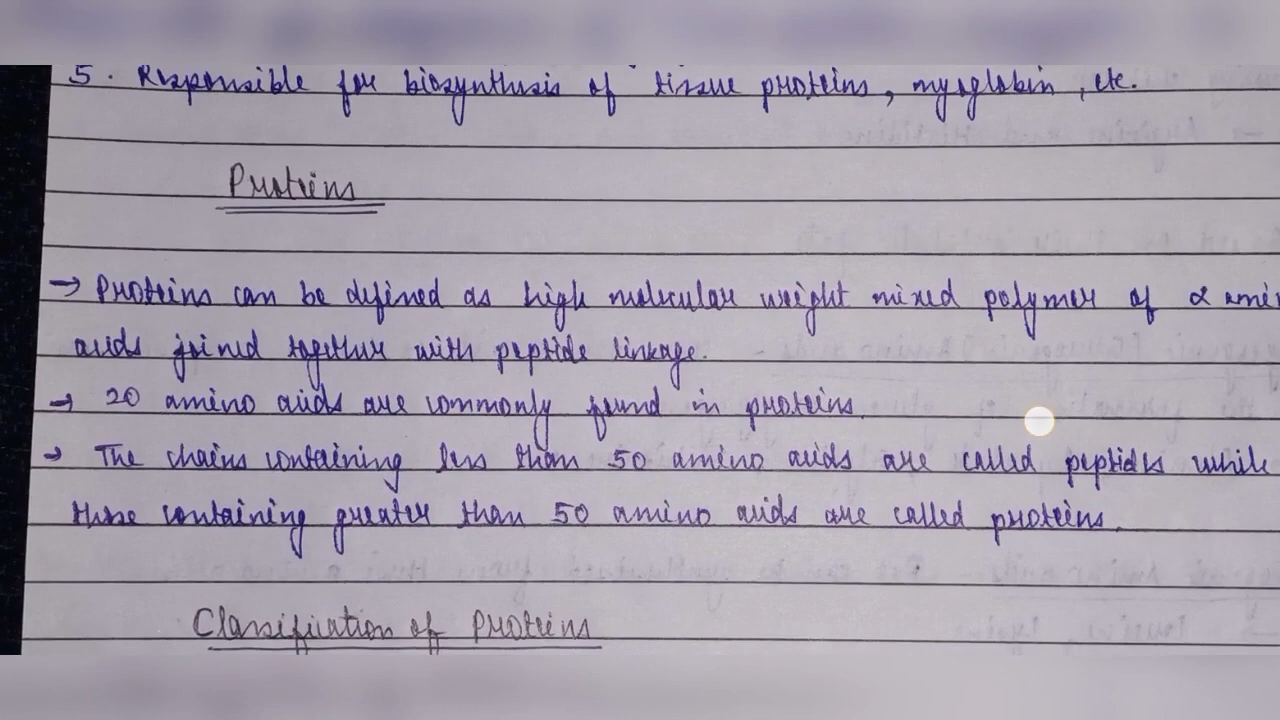 5. Responsible for biosynthesis of tissue proteins, myoglobin, etc.
Proteins
→ Proteins can be defined as high molecular weight mixed polymer of α amin
acids joined together with peptide linkage.
→ 20 amino acids are commonly found in proteins
→ The chains containing less than 50 amino acids are called peptides while
those containing greater than 50 amino acids are called proteins.
Classification of Proteins